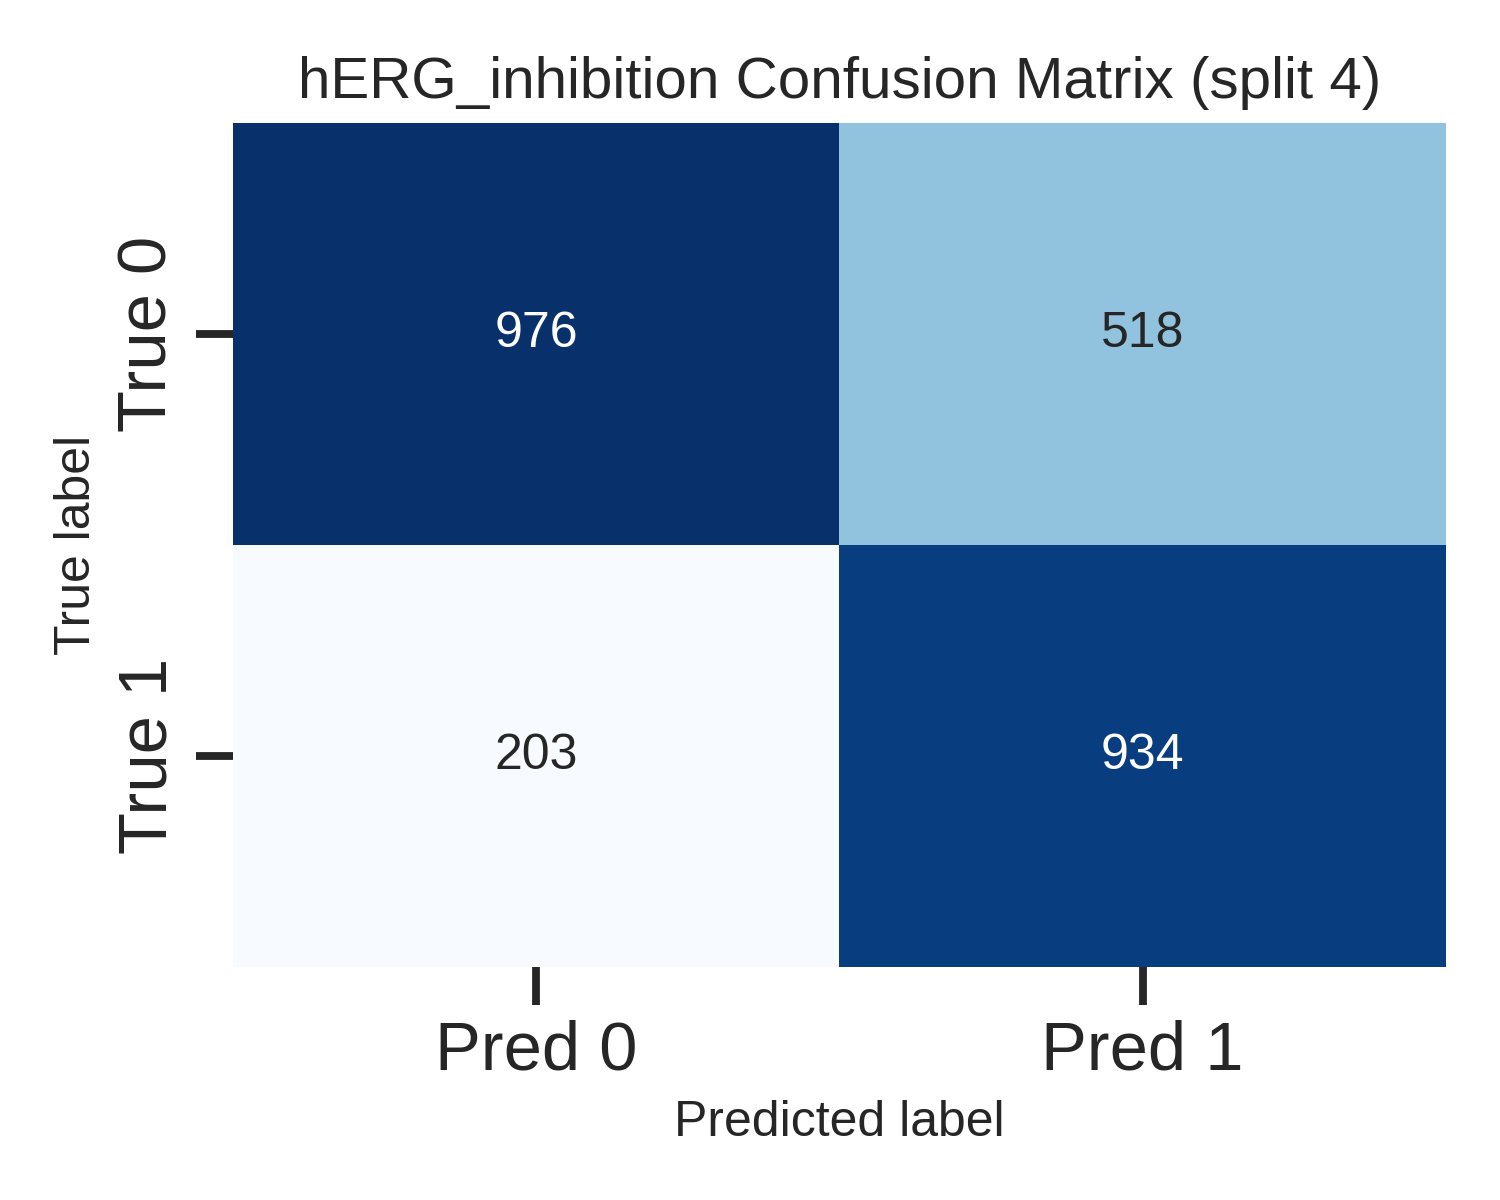 hERG_inhibition Confusion Matrix (split 4)
True label
True 0
976
518
True 1
203
934
Pred 0
Pred 1
Predicted label